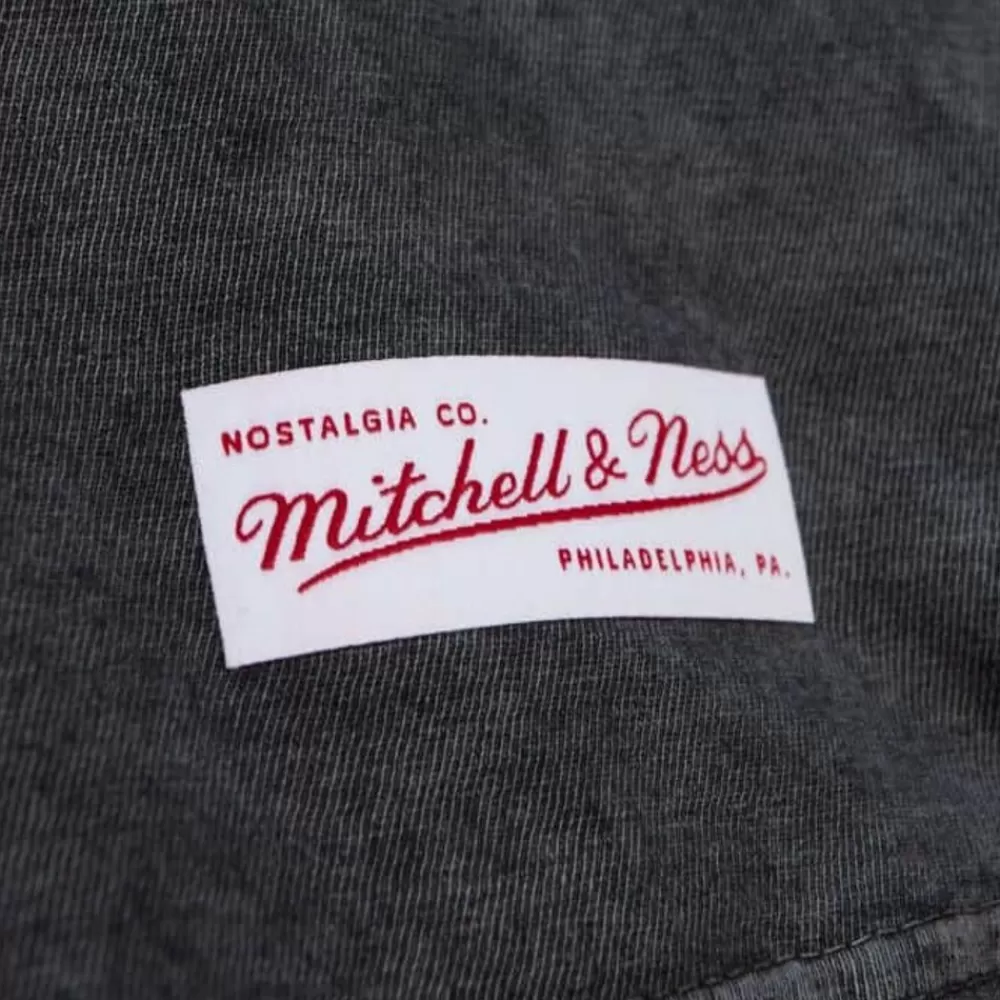 NOSTALGIA CO.
Mitchell & Ness
PHILADELPHIA, PA.